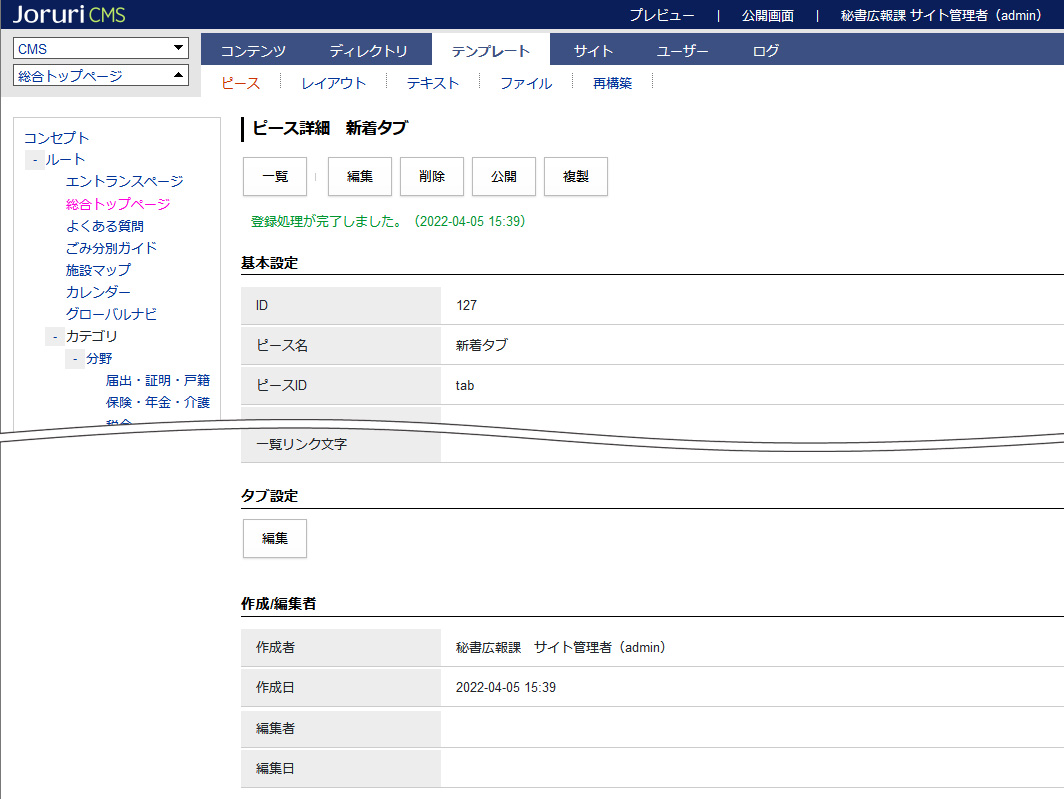 Joruri CMS
プレビュー | 公開画面 | 秘書広報課 サイト管理者（admin）
CMS
総合トップページ
コンテンツ ディレクトリ テンプレート サイト ユーザー ログ
ピース レイアウト テキスト ファイル 再構築
コンセプト
- ルート
エントランスページ
総合トップページ
よくある質問
ごみ分別ガイド
施設マップ
カレンダー
グローバルナビ
- カテゴリ
- 分野
届出・証明・戸籍
保険・年金・介護
ピース詳細　新着タブ
一覧 編集 削除 公開 複製
登録処理が完了しました。（2022-04-05 15:39）
基本設定
ID 127
ピース名 新着タブ
ピースID tab
一覧リンク文字
タブ設定
編集
作成/編集者
作成者 秘書広報課　サイト管理者（admin）
作成日 2022-04-05 15:39
編集者
編集日